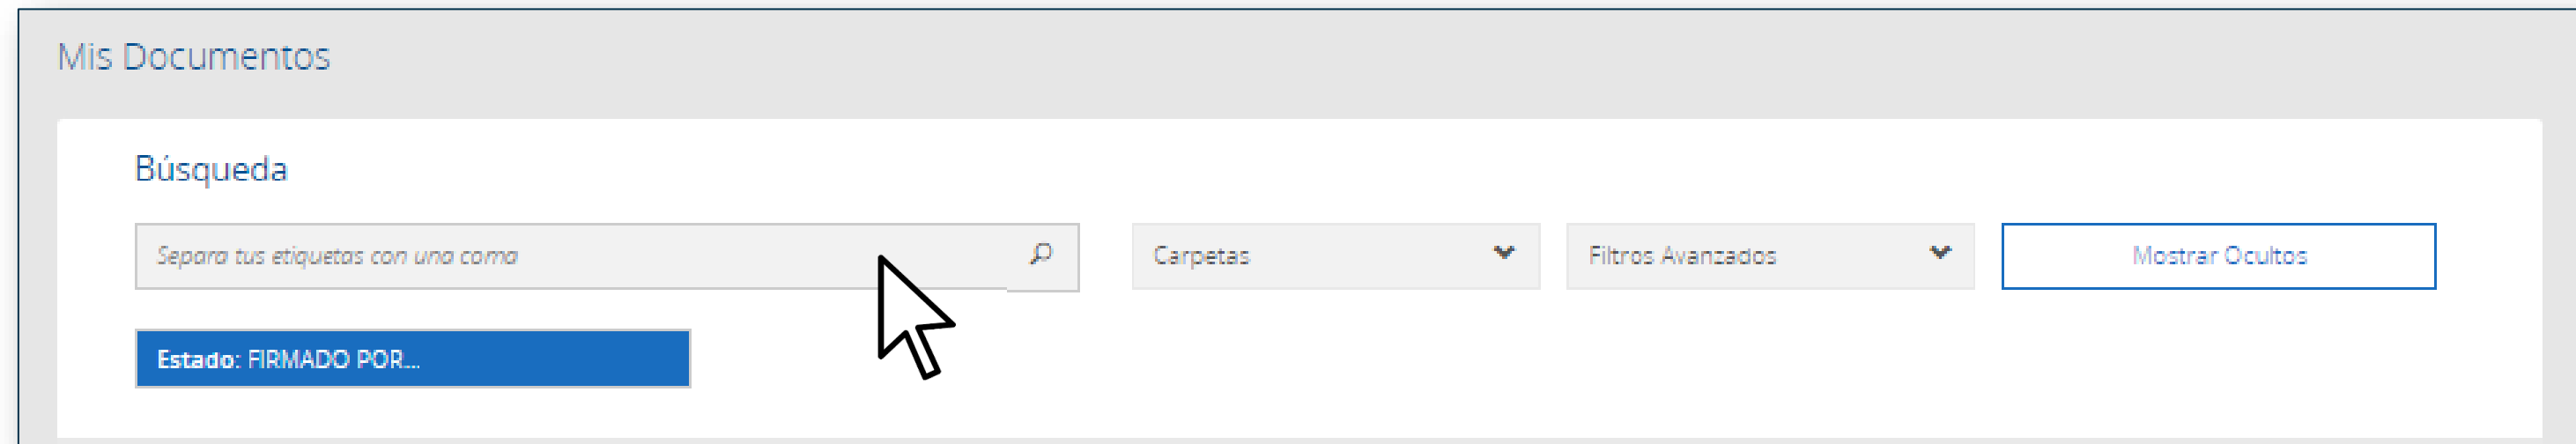 Mis Documentos
Búsqueda
Separa tus etiquetas con una coma
Carpetas
Filtros Avanzados
Mostrar Ocultos
Estado: FIRMADO POR...